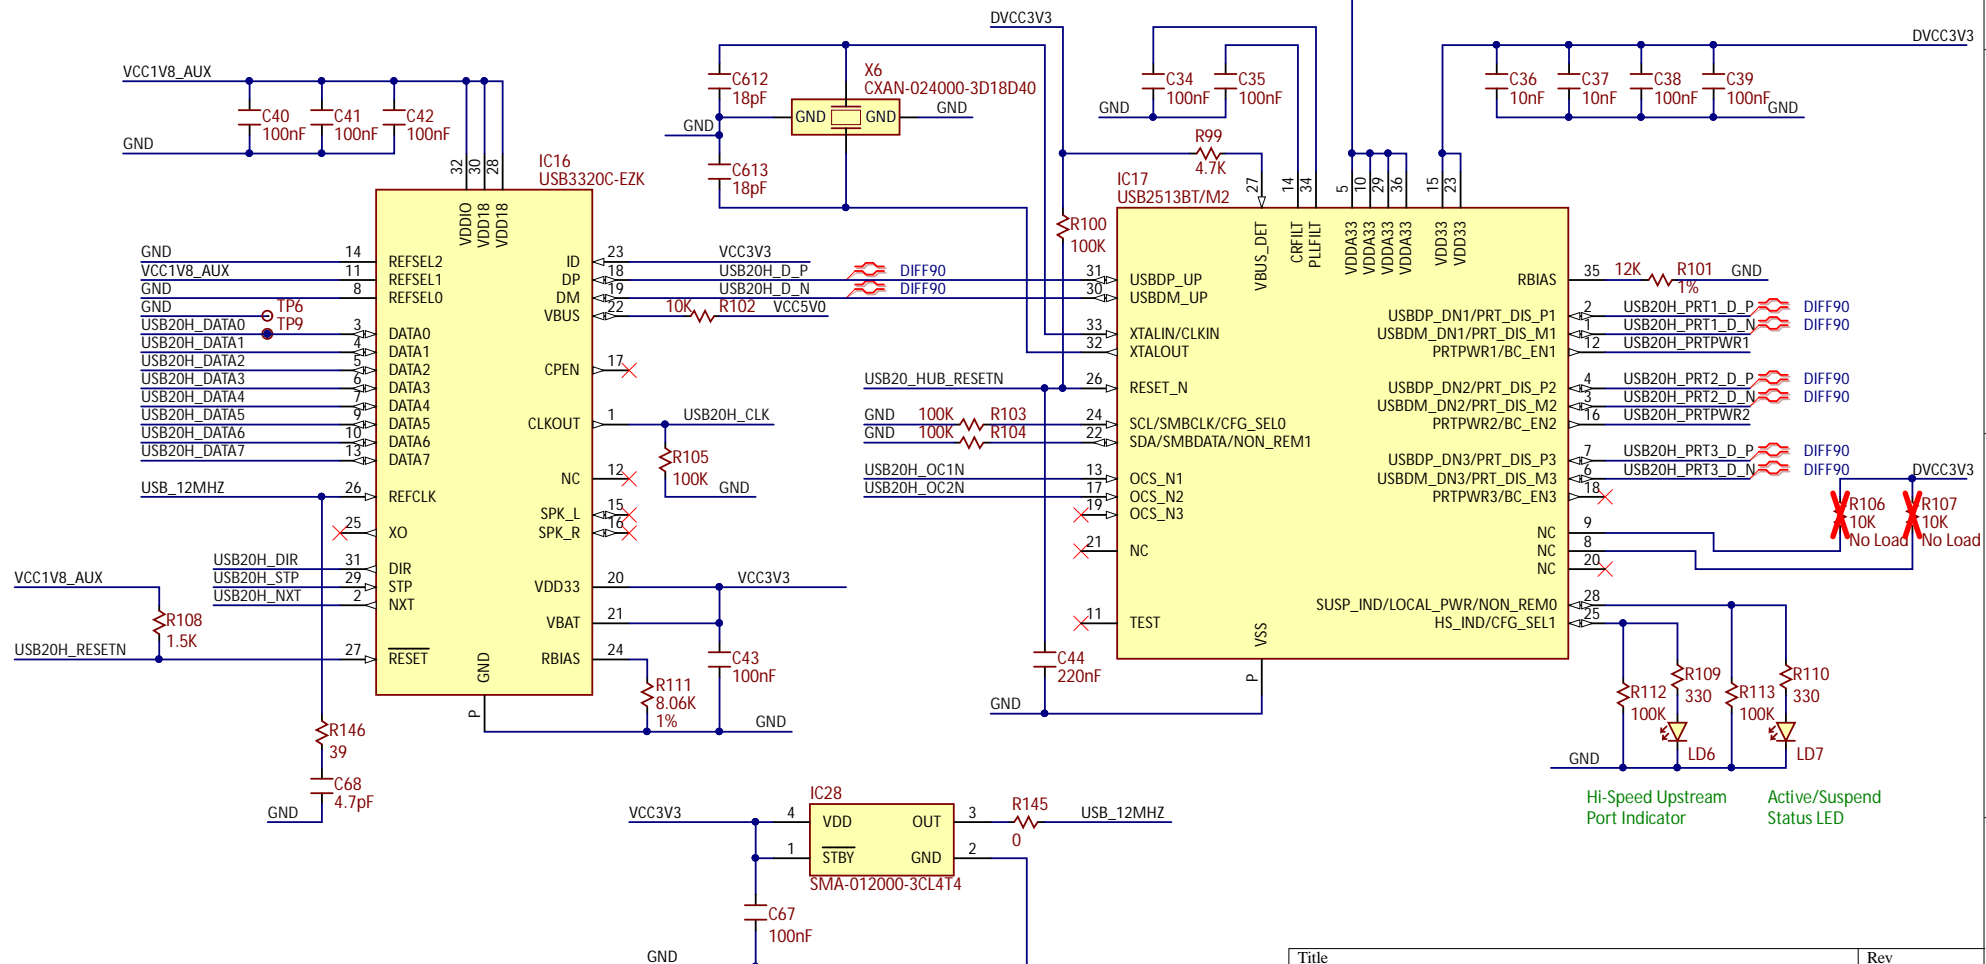 DVCC3V3
DVCC3V3
VCC1V8_AUX
C40
100nF
C41
100nF
C42
100nF
GND
32
30
28
IC16
USB3320C-EZK
VDDIO
VDD18
VDD18
GND
14
REFSEL2
VCC1V8_AUX
11
REFSEL1
GND
8
REFSEL0
GND
TP6
TP9
USB20H_DATA0
3
DATA0
USB20H_DATA1
4
DATA1
USB20H_DATA2
5
DATA2
USB20H_DATA3
6
DATA3
USB20H_DATA4
7
DATA4
USB20H_DATA5
9
DATA5
USB20H_DATA6
10
DATA6
USB20H_DATA7
13
DATA7
USB_12MHZ
26
REFCLK
25
XO
USB20H_DIR
31
DIR
USB20H_STP
29
STP
USB20H_NXT
2
NXT
VCC1V8_AUX
R108
1.5K
USB20H_RESETN
27
RESET
GND
P
R146
39
C68
4.7pF
GND
ID
23
VCC3V3
DP
18
USB20H_D_P
DIFF90
DM
19
USB20H_D_N
DIFF90
VBUS
22
10K
R102
VCC5V0
CPEN
17
CLKOUT
1
USB20H_CLK
R105
100K
GND
NC
12
SPK_L
15
SPK_R
16
VDD33
20
VCC3V3
VBAT
21
RBIAS
24
C43
100nF
R111
8.06K
1%
GND
C612
18pF
X6
CXAN-024000-3D18D40
GND
GND
GND
GND
C613
18pF
C34
100nF
C35
100nF
GND
R99
4.7K
R100
100K
C36
10nF
C37
10nF
C38
100nF
C39
100nF
GND
IC17
USB2513BT/M2
27
14
34
5
10
29
36
15
23
VBUS_DET
CRFILT
PLLFILT
VDDA33
VDDA33
VDDA33
VDDA33
VDD33
VDD33
31
USBDP_UP
30
USBDM_UP
33
XTALIN/CLKIN
32
XTALOUT
USB20_HUB_RESETN
26
RESET_N
GND
100K
R103
24
SCL/SMBCLK/CFG_SEL0
GND
100K
R104
22
SDA/SMBDATA/NON_REM1
USB20H_OC1N
13
OCS_N1
USB20H_OC2N
17
OCS_N2
19
OCS_N3
21
NC
11
TEST
VSS
P
C44
220nF
GND
RBIAS
35
12K
R101
1%
GND
USBDP_DN1/PRT_DIS_P1
2
USB20H_PRT1_D_P
DIFF90
USBDM_DN1/PRT_DIS_M1
1
USB20H_PRT1_D_N
DIFF90
PRTPWR1/BC_EN1
12
USB20H_PRTPWR1
USBDP_DN2/PRT_DIS_P2
4
USB20H_PRT2_D_P
DIFF90
USBDM_DN2/PRT_DIS_M2
3
USB20H_PRT2_D_N
DIFF90
PRTPWR2/BC_EN2
16
USB20H_PRTPWR2
USBDP_DN3/PRT_DIS_P3
7
USB20H_PRT3_D_P
DIFF90
USBDM_DN3/PRT_DIS_M3
6
USB20H_PRT3_D_N
DIFF90
PRTPWR3/BC_EN3
18
DVCC3V3
R106
10K
No Load
R107
10K
No Load
NC
9
NC
8
NC
20
SUSP_IND/LOCAL_PWR/NON_REM0
28
HS_IND/CFG_SEL1
25
R112
100K
R109
330
R113
100K
R110
330
LD6
LD7
GND
Hi-Speed Upstream
Port Indicator
Active/Suspend
Status LED
IC28
VCC3V3
4
VDD
OUT
3
R145
0
USB_12MHZ
1
STBY
GND
2
SMA-012000-3CL4T4
C67
100nF
GND
Title
Rev